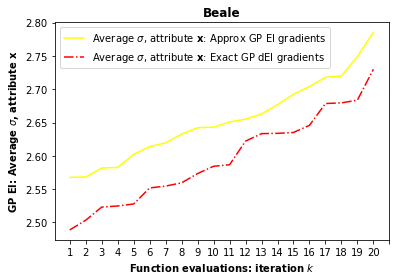 Beale
Average σ, attribute x: Approx GP EI gradients
Average σ, attribute x: Exact GP dEI gradients
GP EI: Average σ, attribute x
2.80
2.75
2.70
2.65
2.60
2.55
2.50
1 2 3 4 5 6 7 8 9 10 11 12 13 14 15 16 17 18 19 20
Function evaluations: iteration k